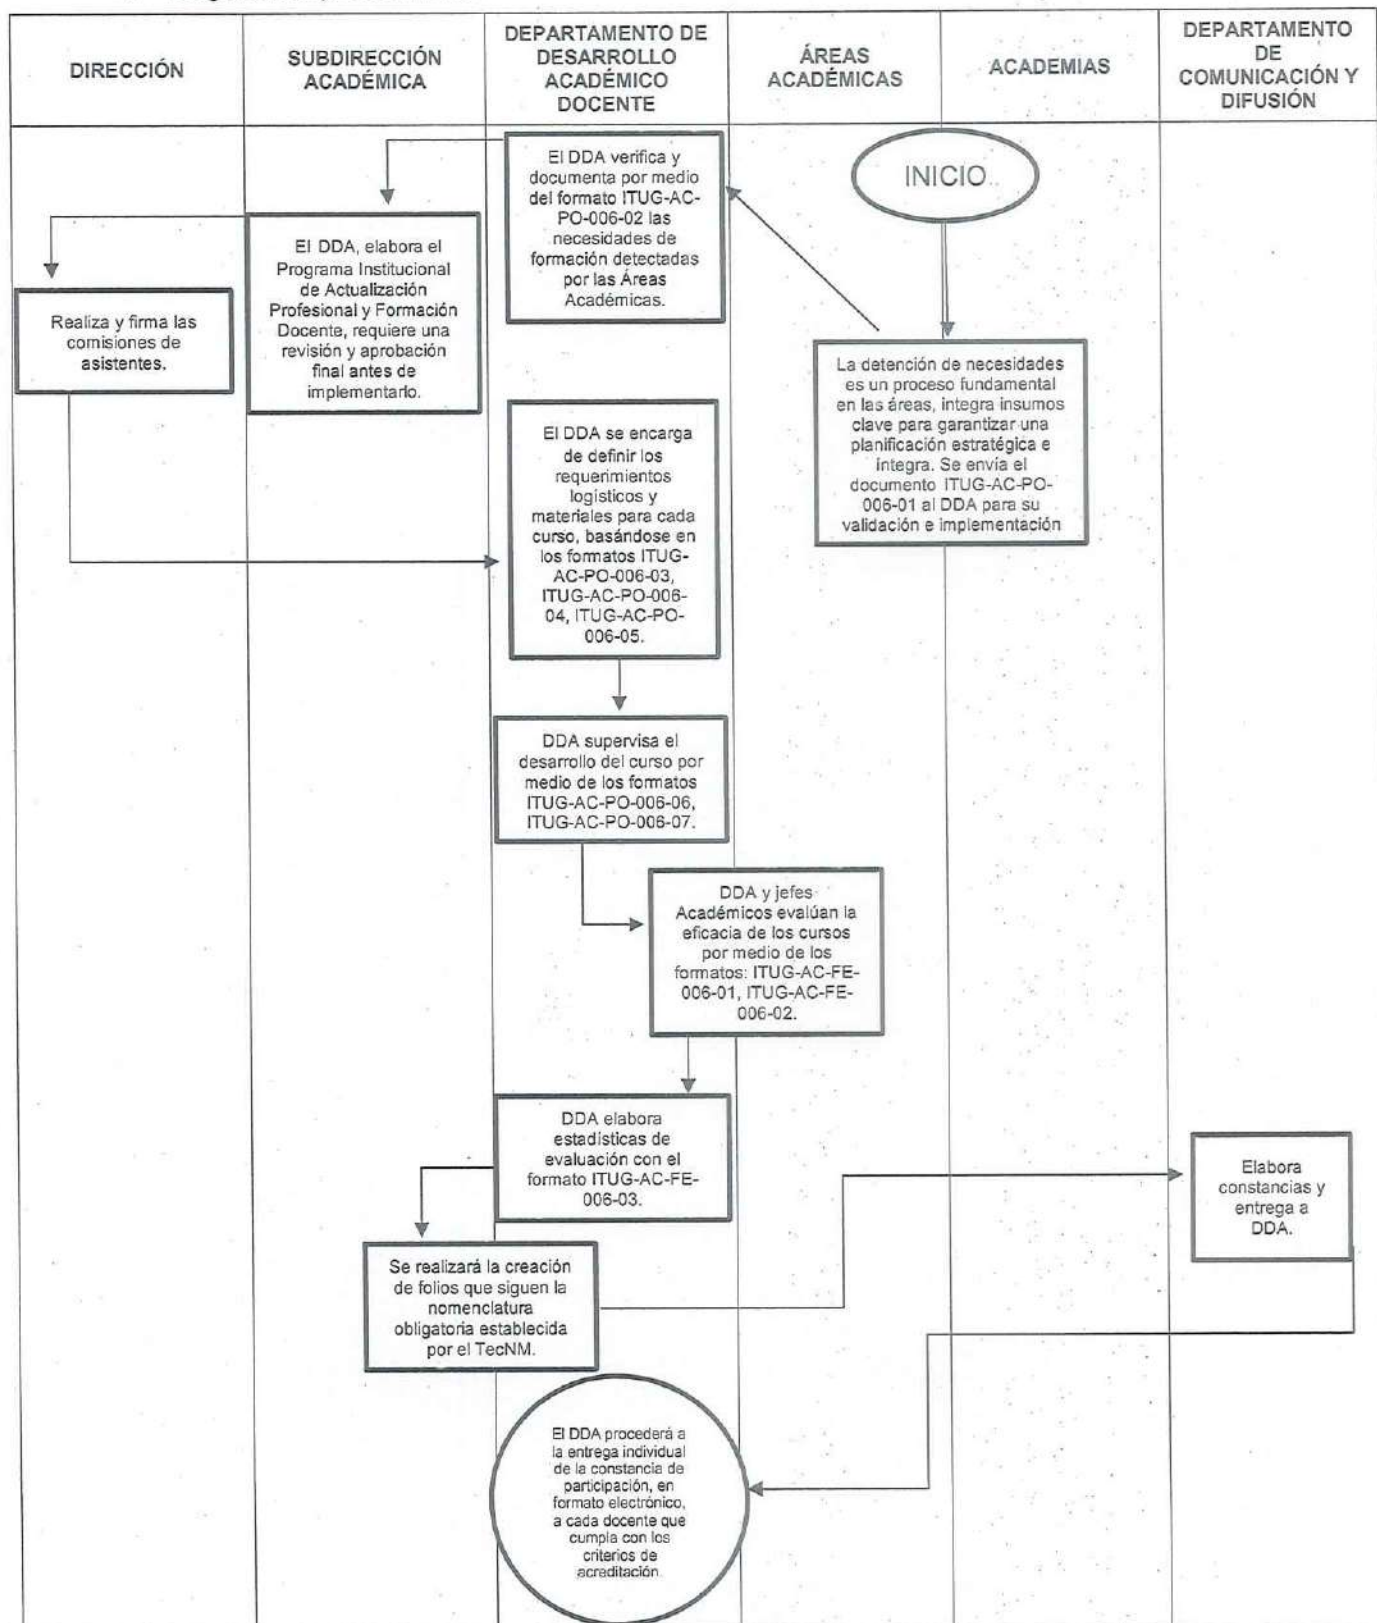 DIRECCIÓN
SUBDIRECCIÓN
ACADÉMICA
DEPARTAMENTO DE
DESARROLLO
ACADÉMICO
DOCENTE
ÁREAS
ACADÉMICAS
ACADEMIAS
DEPARTAMENTO
DE
COMUNICACIÓN Y
DIFUSIÓN
INICIO
La detención de necesidades
es un proceso fundamental
en las áreas, integra insumos
clave para garantizar una
planificación estratégica e
íntegra. Se envía el
documento ITUG-AC-PO-
006-01 al DDA para su
validación e implementación
El DDA verifica y
documenta por medio
del formato ITUG-AC-
PO-006-02 las
necesidades de
formación detectadas
por las Áreas
Académicas.
El DDA, elabora el
Programa Institucional
de Actualización
Profesional y Formación
Docente, requiere una
revisión y aprobación
final antes de
implementarlo.
Realiza y firma las
comisiones de
asistentes.
El DDA se encarga
de definir los
requerimientos
logísticos y
materiales para cada
curso, basándose en
los formatos ITUG-
AC-PO-006-03,
ITUG-AC-PO-006-
04, ITUG-AC-PO-
006-05.
DDA supervisa el
desarrollo del curso por
medio de los formatos
ITUG-AC-PO-006-06,
ITUG-AC-PO-006-07.
DDA y jefes
Académicos evalúan la
eficacia de los cursos
por medio de los
formatos: ITUG-AC-FE-
006-01, ITUG-AC-FE-
006-02.
DDA elabora
estadísticas de
evaluación con el
formato ITUG-AC-FE-
006-03.
Se realizará la creación
de folios que siguen la
nomenclatura
obligatoria establecida
por el TecNM.
Elabora
constancias y
entrega a
DDA.
El DDA procederá a
la entrega individual
de la constancia de
participación, en
formato electrónico,
a cada docente que
cumpla con los
criterios de
acreditación